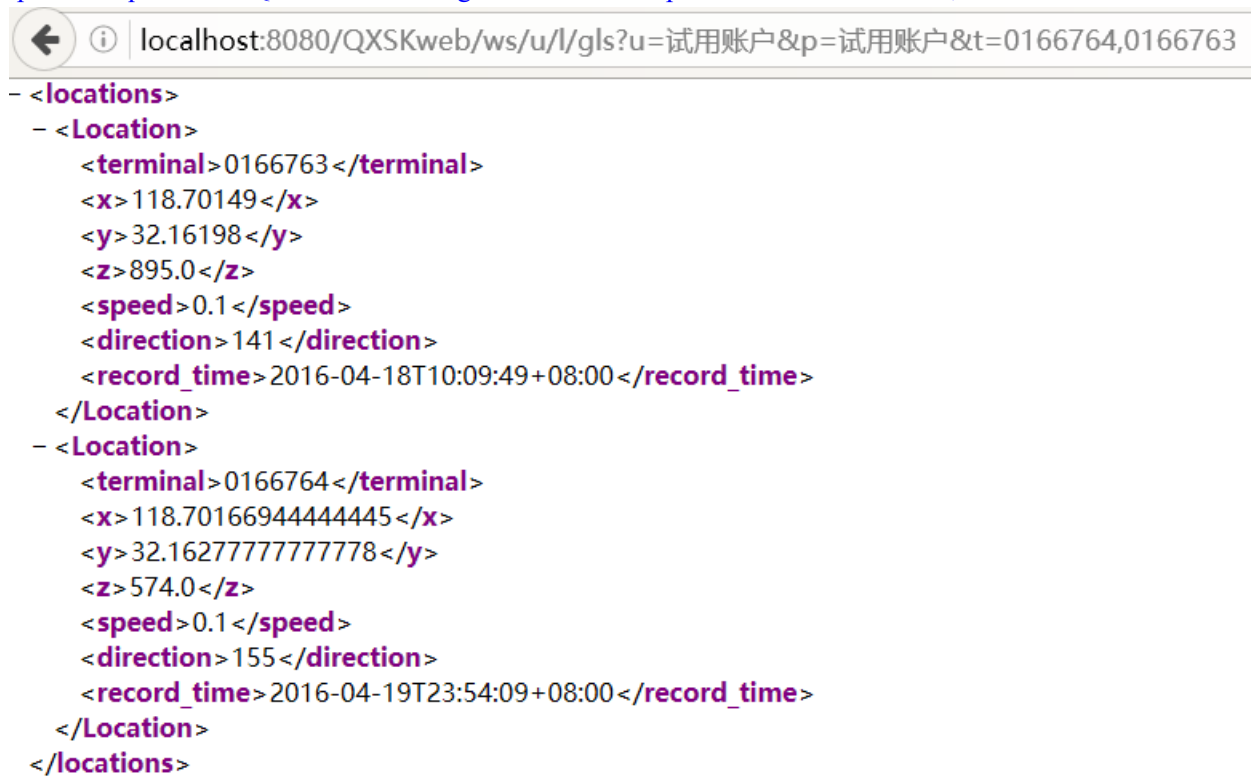 localhost:8080/QXSKweb/ws/u/l/gls?u=试用账户&p=试用账户&t=0166764,0166763
– <locations>
– <Location>
<terminal>0166763</terminal>
<x>118.70149</x>
<y>32.16198</y>
<z>895.0</z>
<speed>0.1</speed>
<direction>141</direction>
<record_time>2016-04-18T10:09:49+08:00</record_time>
</Location>
– <Location>
<terminal>0166764</terminal>
<x>118.70166944444445</x>
<y>32.16277777777778</y>
<z>574.0</z>
<speed>0.1</speed>
<direction>155</direction>
<record_time>2016-04-19T23:54:09+08:00</record_time>
</Location>
</locations>